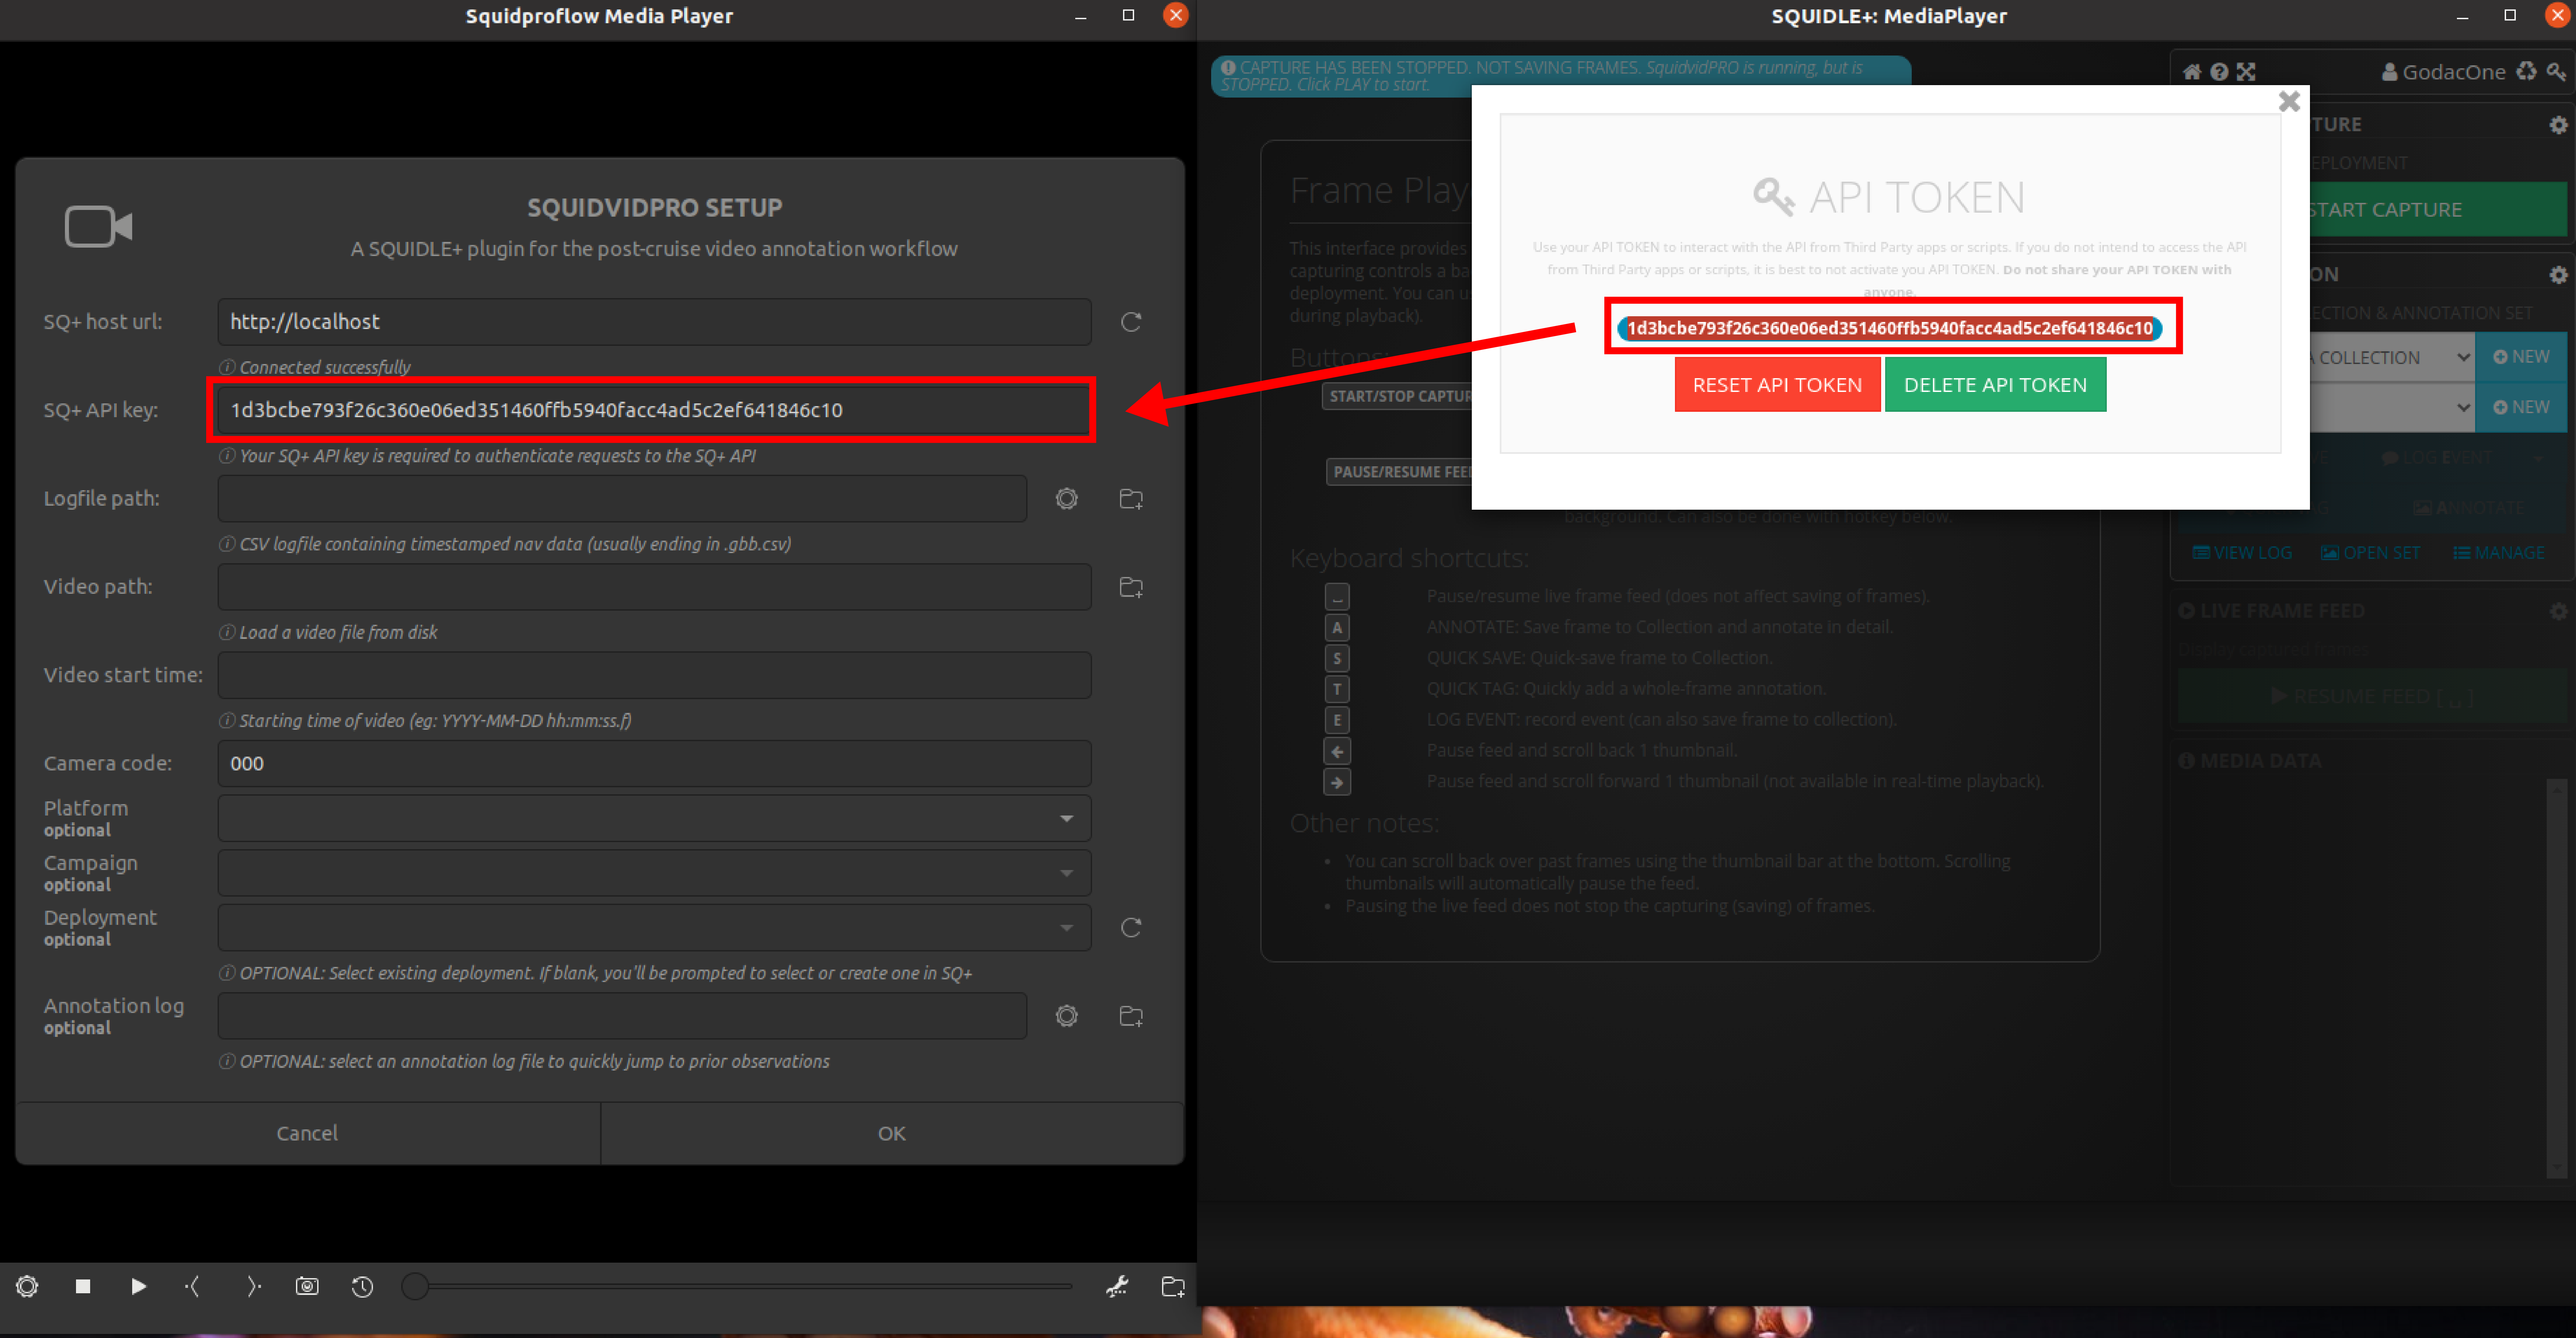 Squidproflow Media Player
SQUIDVIDPRO SETUP
A SQUIDLE+ plugin for the post-cruise video annotation workflow
SQ+ host url:
http://localhost
Connected successfully
SQ+ API key:
1d3bcbe793f26c360e06ed351460ffb5940facc4ad5c2ef641846c10
Your SQ+ API key is required to authenticate requests to the SQ+ API
Logfile path:
CSV logfile containing timestamped nav data (usually ending in .gbb.csv)
Video path:
Load a video file from disk
Video start time:
Starting time of video (eg: YYYY-MM-DD hh:mm:ss.f)
Camera code:
000
Platform
optional
Campaign
optional
Deployment
optional
OPTIONAL: Select existing deployment. If blank, you'll be prompted to select or create one in SQ+
Annotation log
optional
OPTIONAL: select an annotation log file to quickly jump to prior observations
Cancel
OK
SQUIDLE+: MediaPlayer
CAPTURE HAS BEEN STOPPED. NOT SAVING FRAMES. SquidvidPRO is running, but is
STOPPED. Click PLAY to start.
GodacOne
API TOKEN
Use your API TOKEN to interact with the API from Third Party apps or scripts. If you do not intend to access the API
from Third Party apps or scripts, it is best to not activate you API TOKEN. Do not share your API TOKEN with
anyone.
1d3bcbe793f26c360e06ed351460ffb5940facc4ad5c2ef641846c10
RESET API TOKEN
DELETE API TOKEN
Frame Play
This interface provides
capturing controls a ba
deployment. You can u
during playback).
Buttons:
START/STOP CAPTUR
PAUSE/RESUME FEED
background. Can also be done with hotkey below.
Keyboard shortcuts:
Pause/resume live frame feed (does not affect saving of frames).
A ANNOTATE: Save frame to Collection and annotate in detail.
S QUICK SAVE: Quick-save frame to Collection.
T QUICK TAG: Quickly add a whole-frame annotation.
E LOG EVENT: record event (can also save frame to collection).
← Pause feed and scroll back 1 thumbnail.
→ Pause feed and scroll forward 1 thumbnail (not available in real-time playback).
Other notes:
• You can scroll back over past frames using the thumbnail bar at the bottom. Scrolling
thumbnails will automatically pause the feed.
• Pausing the live feed does not stop the capturing (saving) of frames.
TURE
EPLOYMENT
START CAPTURE
ON
ECTION & ANNOTATION SET
A COLLECTION
NEW
NEW
LOG EVENT
ANNOTATE
VIEW LOG
OPEN SET
MANAGE
LIVE FRAME FEED
Display captured frames
RESUME FEED [ ␣ ]
MEDIA DATA